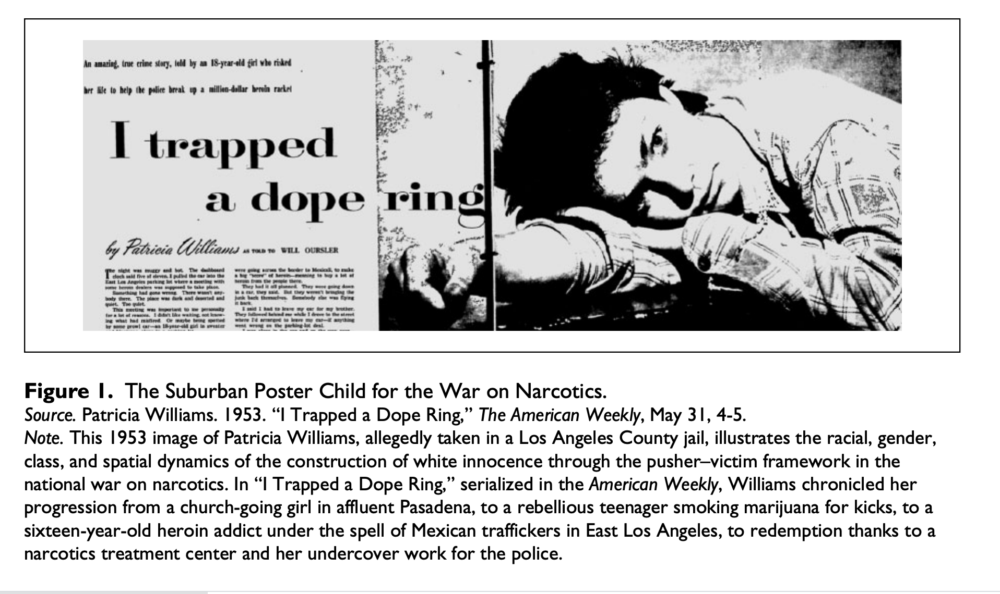 An amazing, true crime story, told by an 18-year-old girl who risked
her life to help the police break up a million-dollar heroin racket
I trapped
a dope ring
by Patricia Williams AS TOLD TO WILL OURSLER
The night was muggy and hot. The dashboard
clock said five of eleven. I pulled the car into the
East Los Angeles parking lot where a meeting with
some heroin dealers was supposed to take place.
Something had gone wrong. There wasn't any-
body there. The place was dark and deserted and
quiet. Too quiet.
This meeting was important to me personally
for a lot of reasons. I didn't like waiting, not know-
ing what had misfired. Or maybe being spotted
by some prowl car—an 18-year-old girl in sweater
were going across the border to Mexicali, to make
a big "score" of heroin—meaning to buy a lot of
heroin from the people there.
They had it all planned. They were going down
in a car, they said. But they weren't bringing the
junk back themselves. Somebody else was flying
it back.
I said I had to leave my car for my brother.
They followed behind me while I drove to the street
where I'd arranged to leave my car—if anything
went wrong on the parking-lot deal.
Figure 1. The Suburban Poster Child for the War on Narcotics.
Source. Patricia Williams. 1953. “I Trapped a Dope Ring,” The American Weekly, May 31, 4-5.
Note. This 1953 image of Patricia Williams, allegedly taken in a Los Angeles County jail, illustrates the racial, gender,
class, and spatial dynamics of the construction of white innocence through the pusher–victim framework in the
national war on narcotics. In “I Trapped a Dope Ring,” serialized in the American Weekly, Williams chronicled her
progression from a church-going girl in affluent Pasadena, to a rebellious teenager smoking marijuana for kicks, to a
sixteen-year-old heroin addict under the spell of Mexican traffickers in East Los Angeles, to redemption thanks to a
narcotics treatment center and her undercover work for the police.